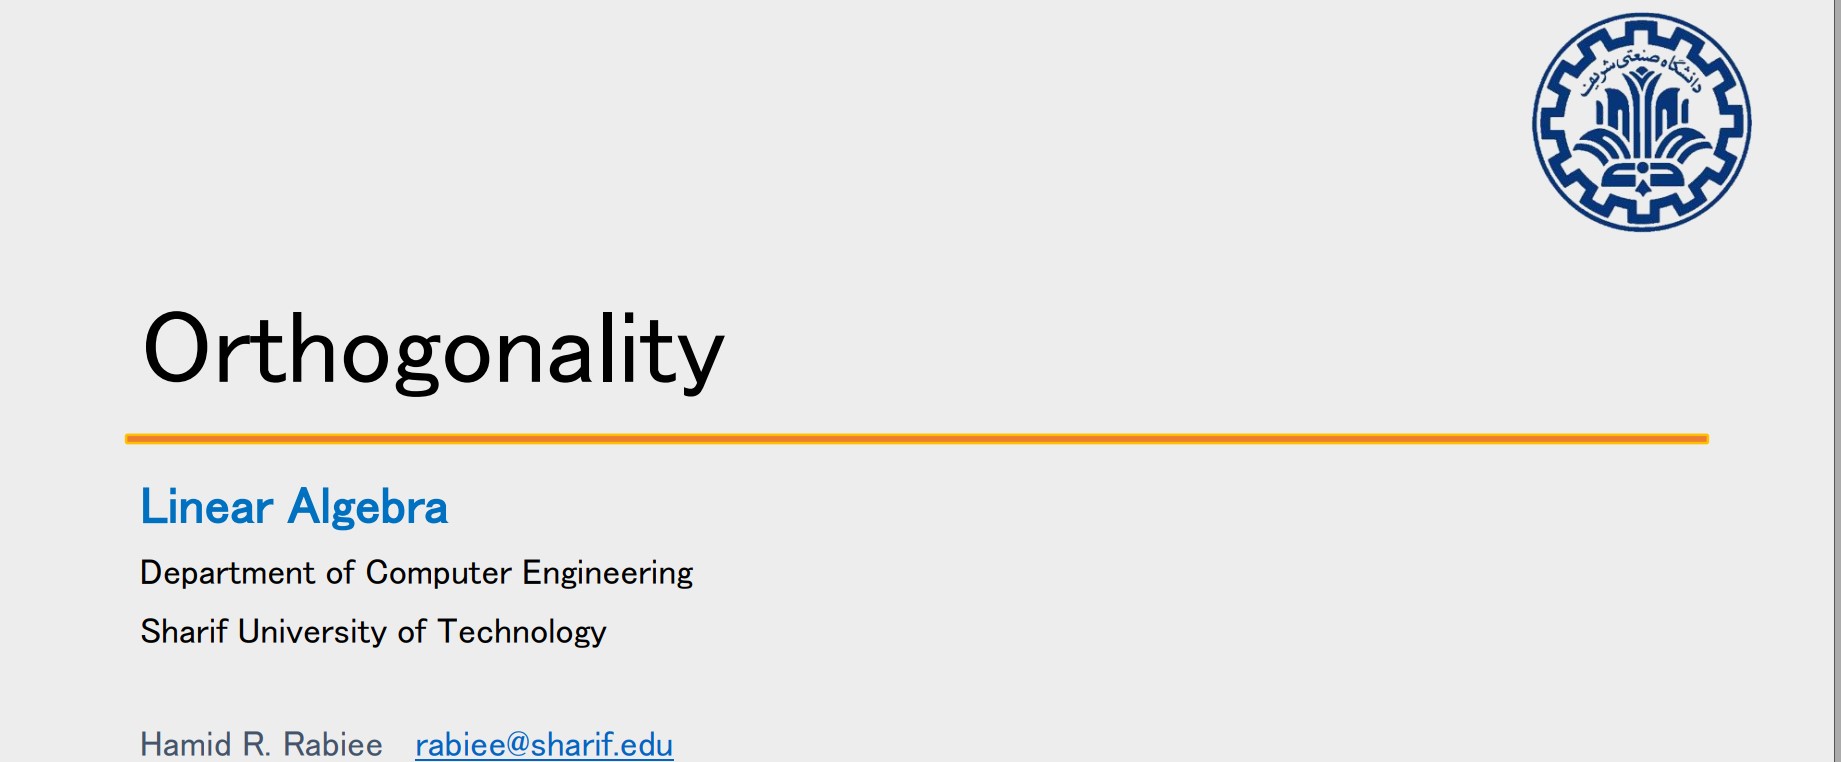 دانشگاه صنعتی شریف
Orthogonality
Linear Algebra
Department of Computer Engineering
Sharif University of Technology
Hamid R. Rabiee rabiee@sharif.edu